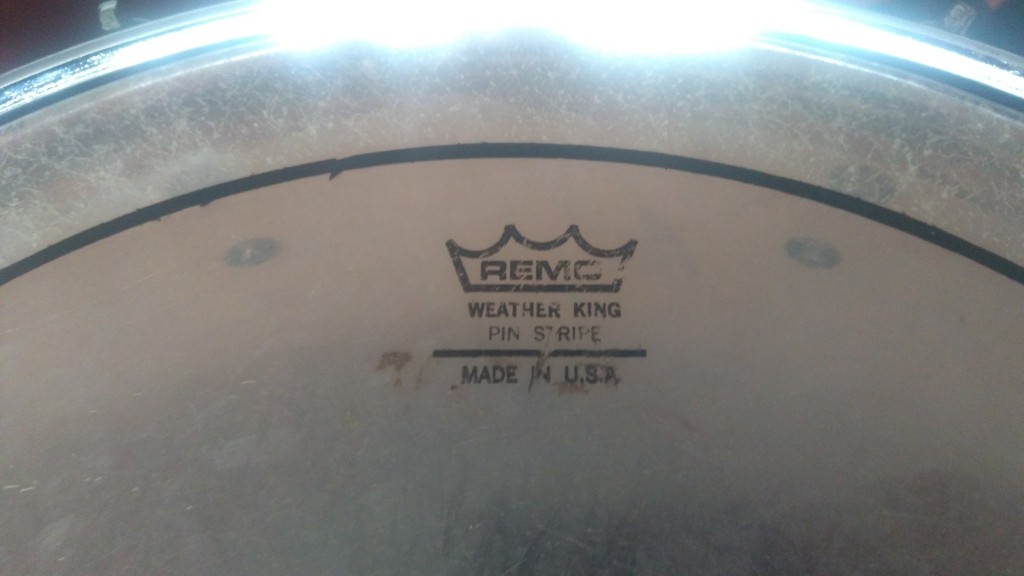 REMO
WEATHER KING
PIN STRIPE
MADE IN U.S.A